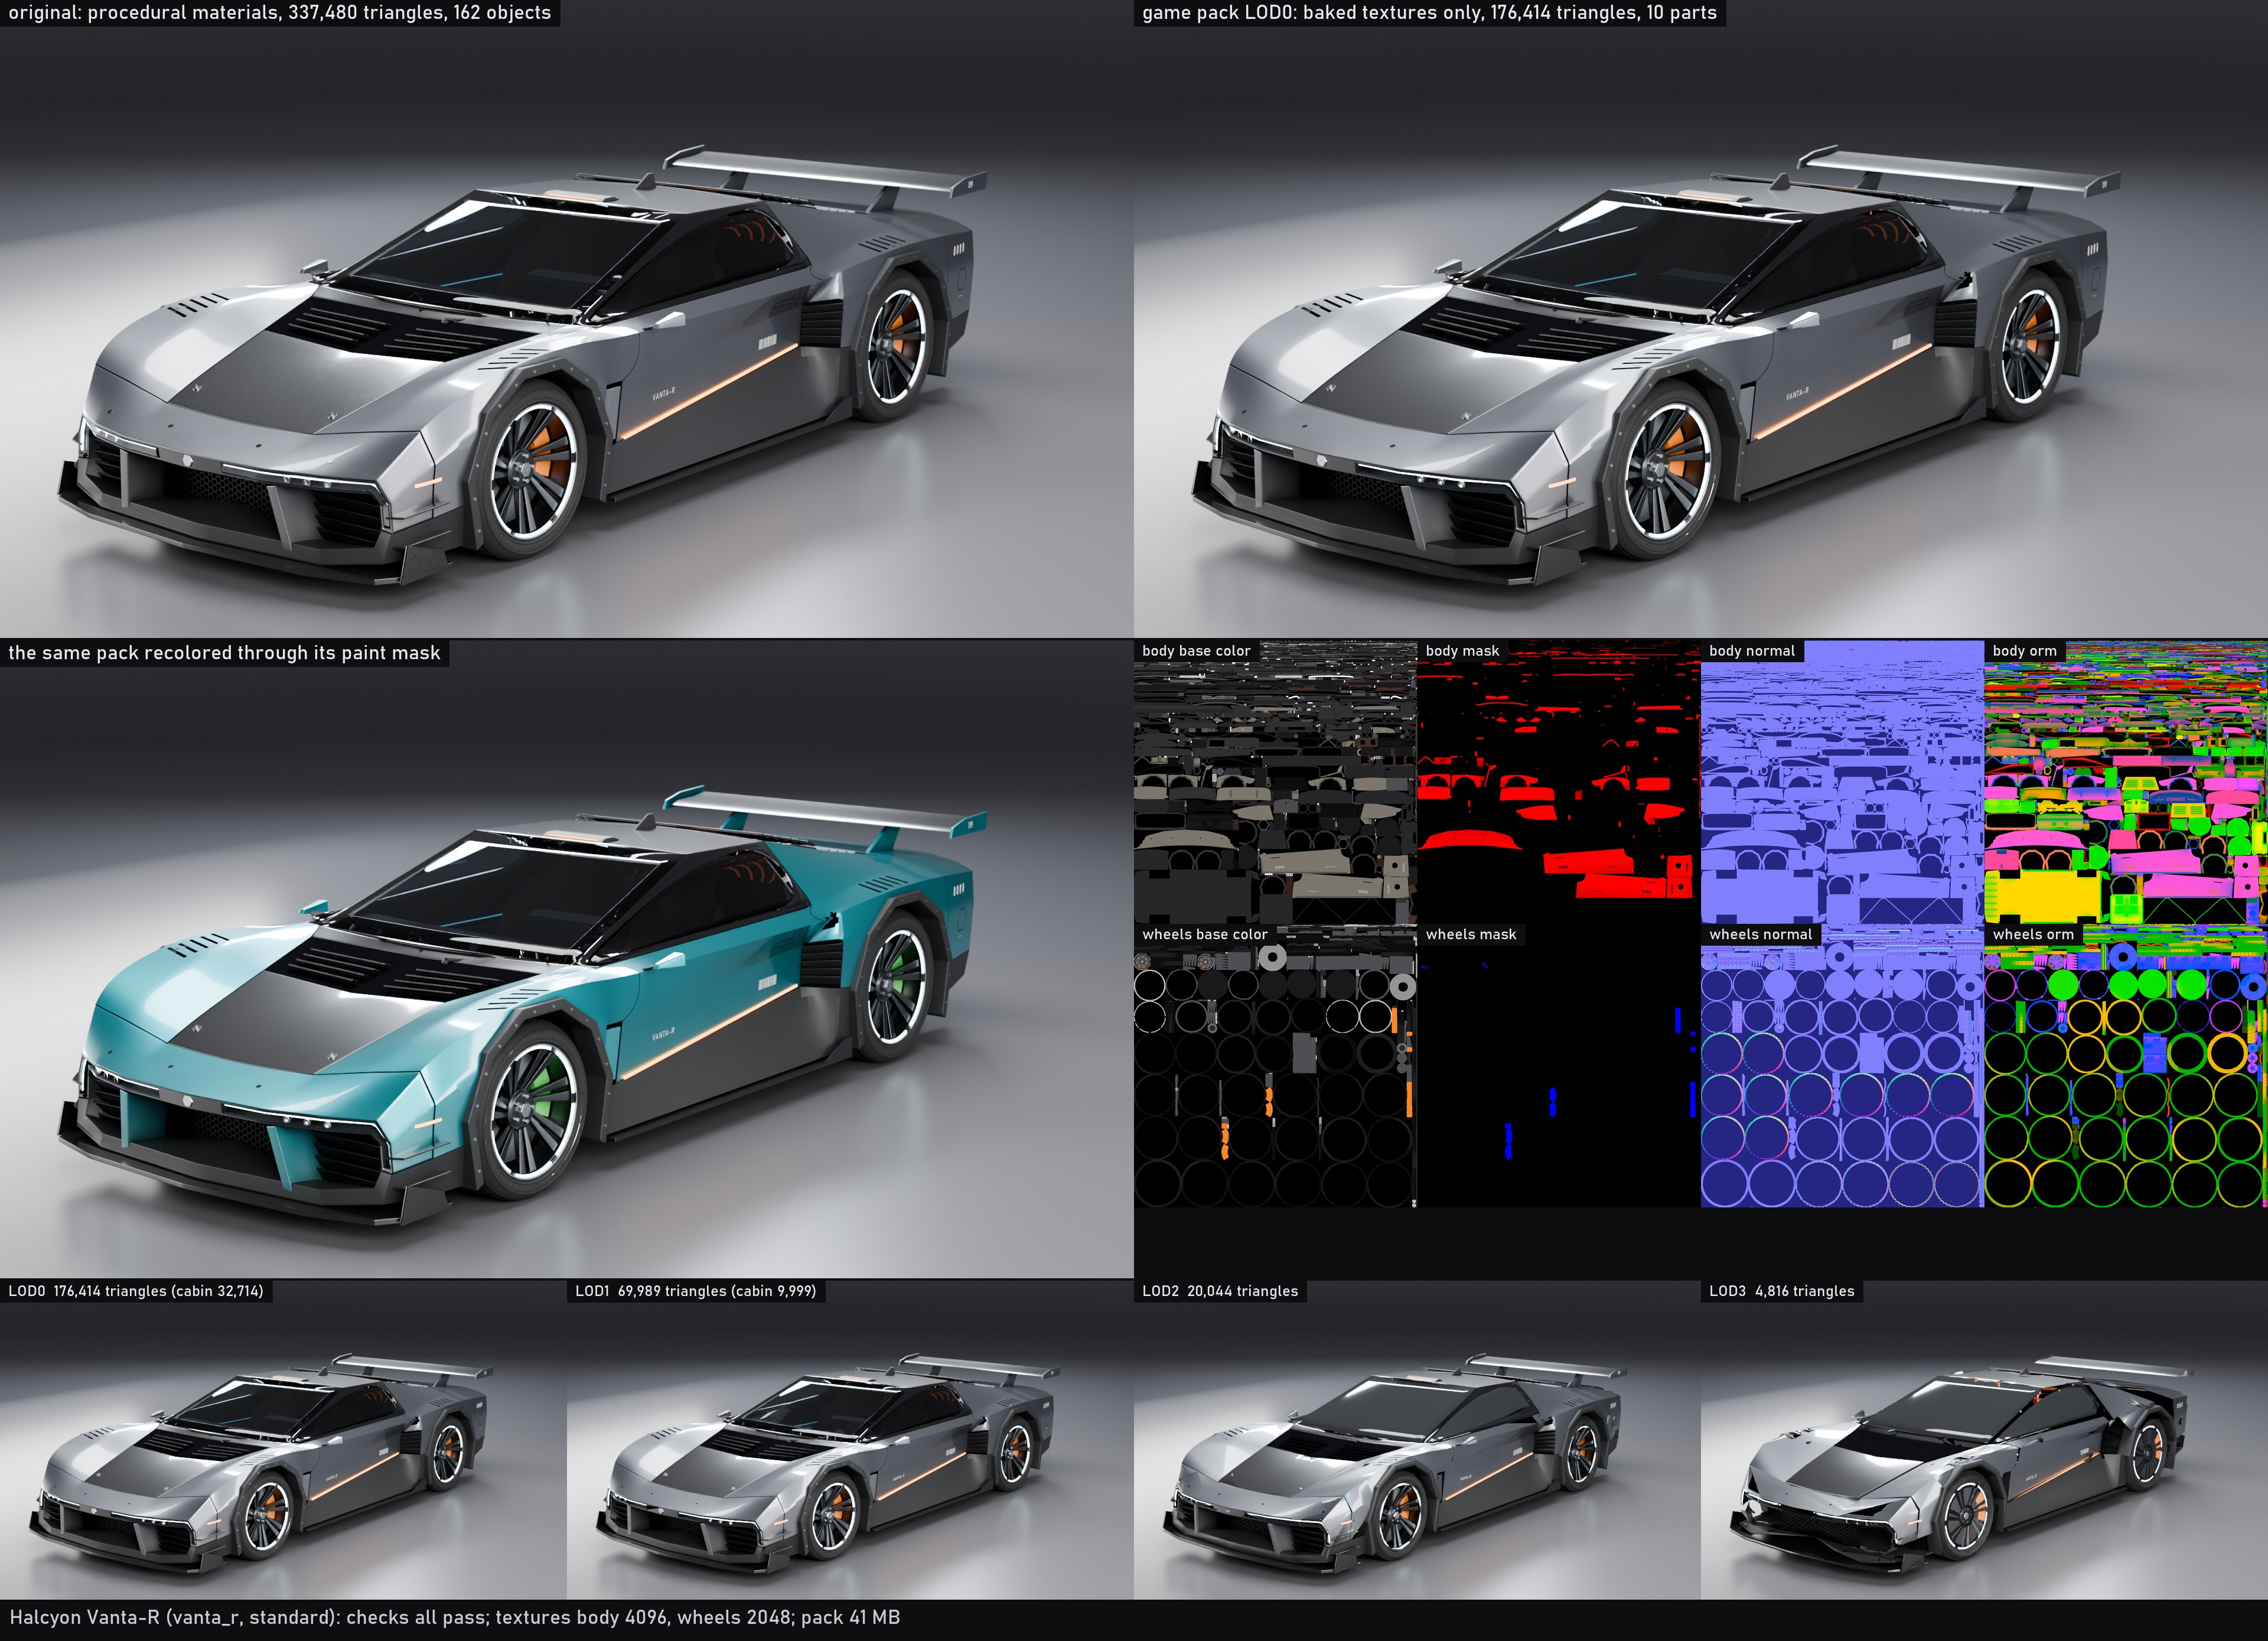 original: procedural materials, 337,480 triangles, 162 objects
game pack LOD0: baked textures only, 176,414 triangles, 10 parts
VANTA-R
VANTA-R
the same pack recolored through its paint mask
VANTA-R
body base color
body mask
body normal
body orm
wheels base color
wheels mask
wheels normal
wheels orm
LOD0 176,414 triangles (cabin 32,714)
LOD1 69,989 triangles (cabin 9,999)
LOD2 20,044 triangles
LOD3 4,816 triangles
Halcyon Vanta-R (vanta_r, standard): checks all pass; textures body 4096, wheels 2048; pack 41 MB